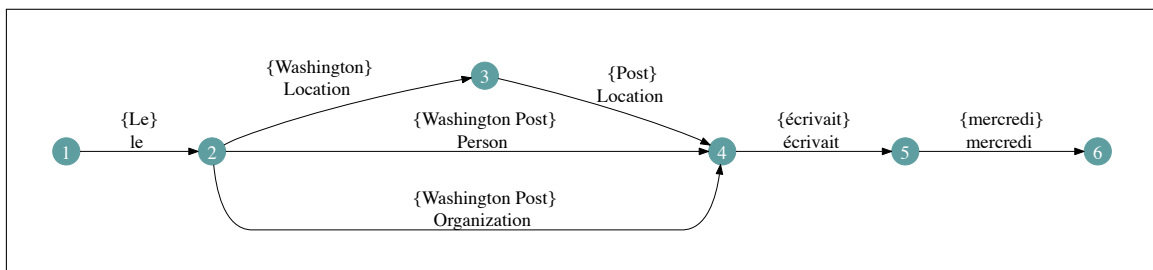 {Le}
le
{Washington}
Location
{Post}
Location
{Washington Post}
Person
{Washington Post}
Organization
{écrivait}
écrivait
{mercredi}
mercredi
1
2
3
4
5
6